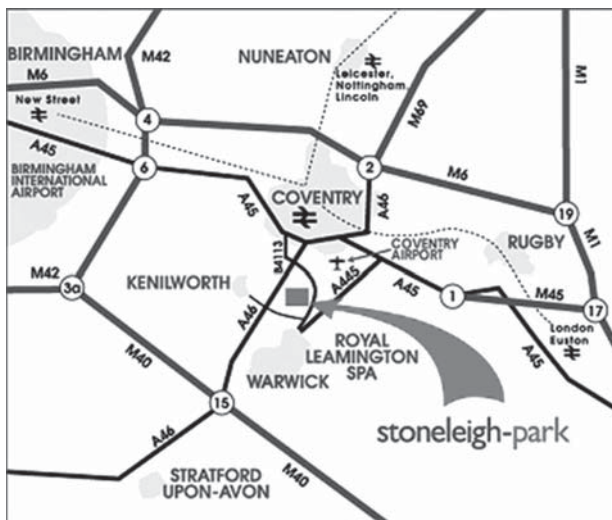 BIRMINGHAM
M42
M6
New Street
A45
BIRMINGHAM
INTERNATIONAL
AIRPORT
4
6
NUNEATON
Leicester,
Nottingham,
Lincoln
M69
M1
2
M6
A45
COVENTRY
A46
19
M1
M42
3a
KENILWORTH
B4113
COVENTRY
AIRPORT
RUGBY
A445
A45
1
M45
17
M40
A46
ROYAL
LEAMINGTON
SPA
WARWICK
A45
London
Euston
15
A46
M40
stoneleigh-park
STRATFORD
UPON-AVON